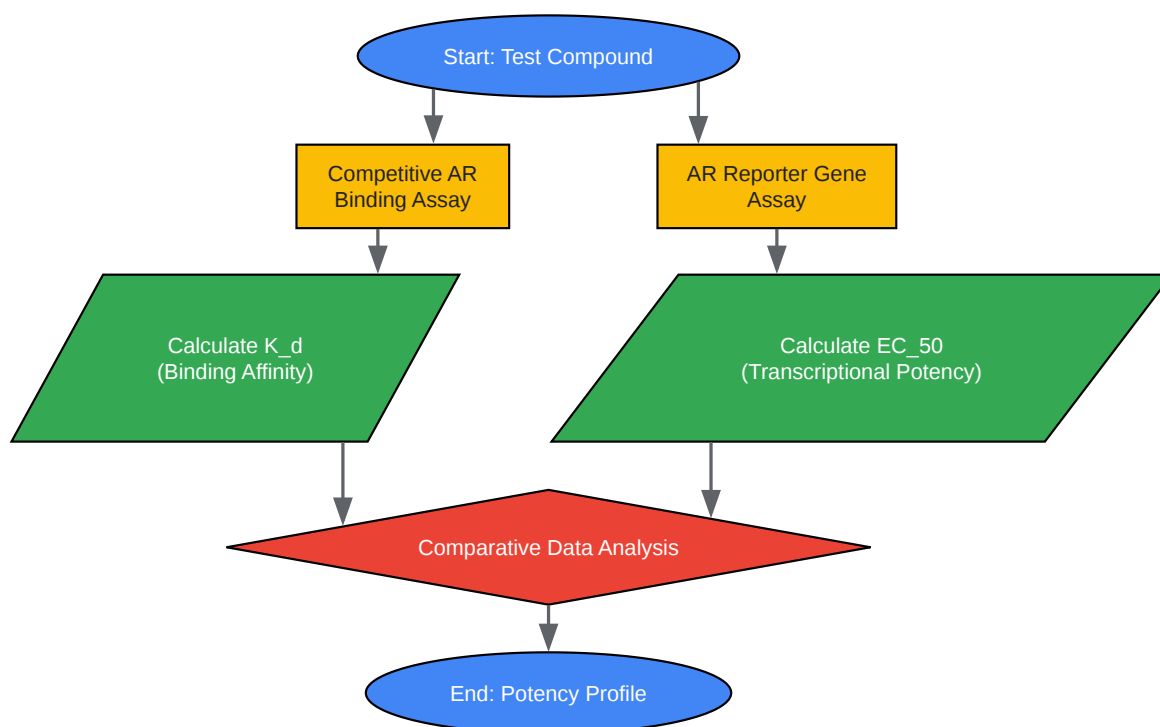 Start: Test Compound
Competitive AR
Binding Assay
AR Reporter Gene
Assay
Calculate K_d
(Binding Affinity)
Calculate EC_50
(Transcriptional Potency)
Comparative Data Analysis
End: Potency Profile